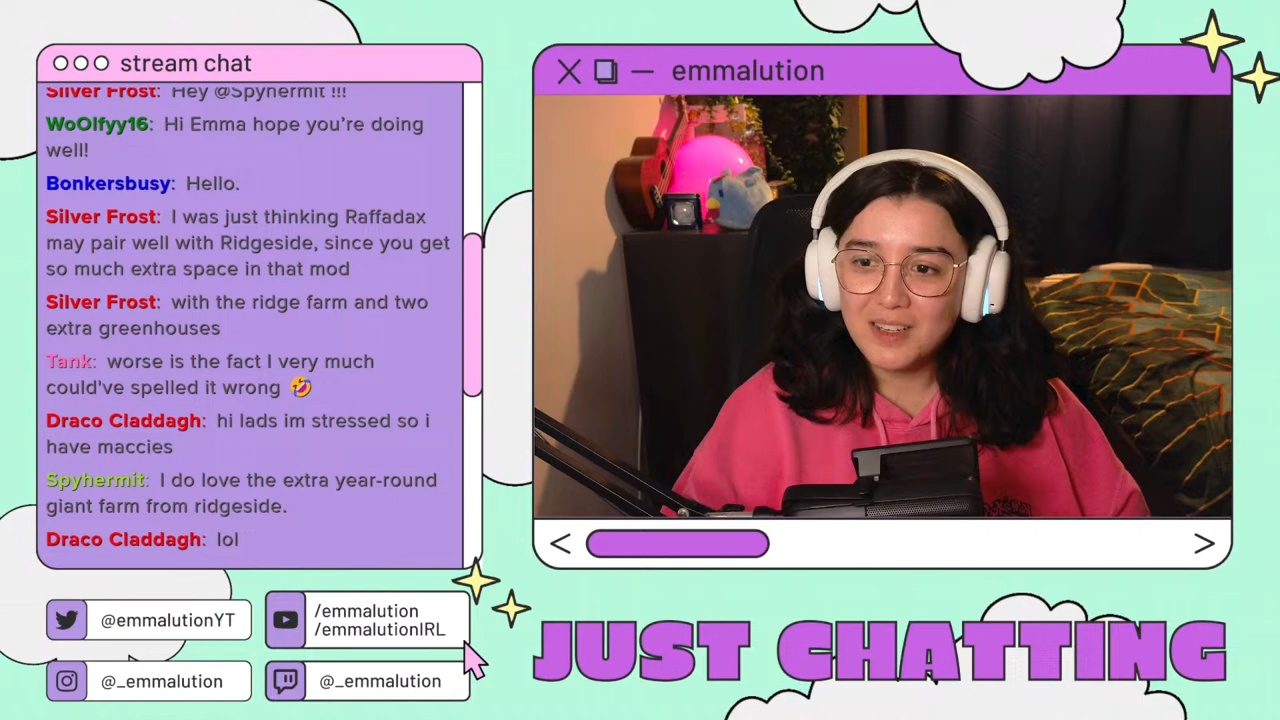 stream chat
Silver Frost: Hey @Spyhermit !!!
WoOlfyy16: Hi Emma hope you're doing
well!
Bonkersbusy: Hello.
Silver Frost: I was just thinking Raffadax
may pair well with Ridgeside, since you get
so much extra space in that mod
Silver Frost: with the ridge farm and two
extra greenhouses
Tank: worse is the fact I very much
could've spelled it wrong 🤣
Draco Claddagh: hi lads im stressed so i
have maccies
Spyhermit: I do love the extra year-round
giant farm from ridgeside.
Draco Claddagh: lol
emmalution
@emmalutionYT
/emmalution
/emmalutionIRL
@_emmalution
@_emmalution
JUST CHATTING